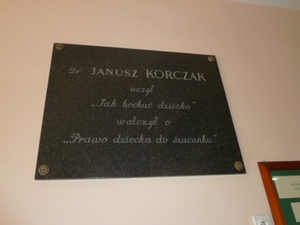 Dr JANUSZ KORCZAK
uczył
„Jak kochać dziecko”
walczył o
„Prawo dziecka do szacunku”